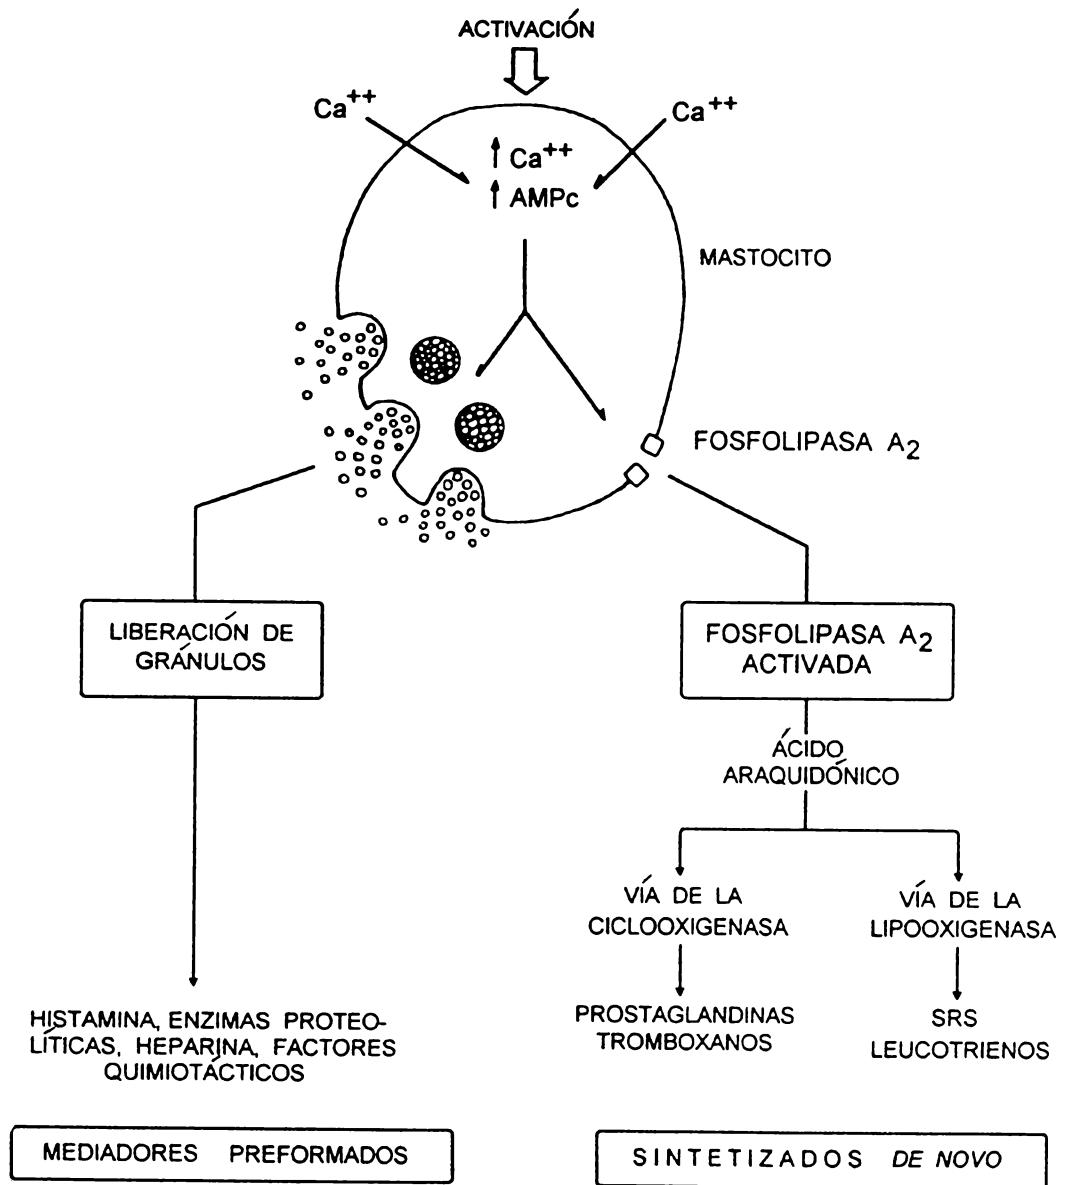 ACTIVACIÓN
Ca++
Ca++
↑ Ca++
↑ AMPc
MASTOCITO
FOSFOLIPASA A2
LIBERACIÓN DE
GRÁNULOS
FOSFOLIPASA A2
ACTIVADA
ÁCIDO
ARAQUIDÓNICO
VÍA DE LA
CICLOOXIGENASA
VÍA DE LA
LIPOOXIGENASA
HISTAMINA, ENZIMAS PROTEO-
LÍTICAS, HEPARINA, FACTORES
QUIMIOTÁCTICOS
PROSTAGLANDINAS
TROMBOXANOS
SRS
LEUCOTRIENOS
MEDIADORES PREFORMADOS
SINTETIZADOS DE NOVO